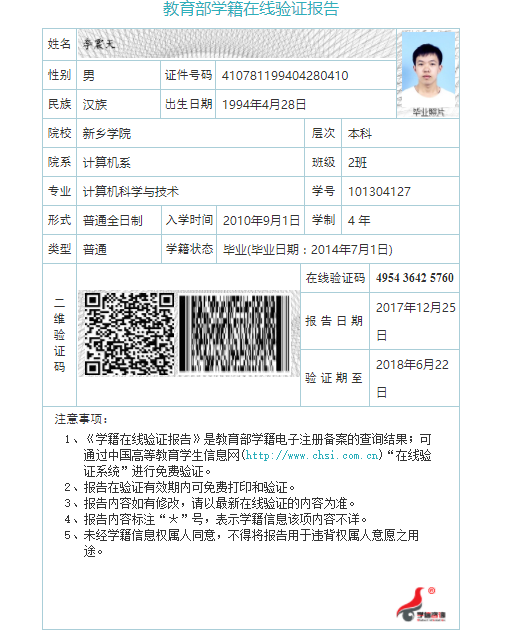 教育部学籍在线验证报告
姓名 李震天
性别 男 证件号码 410781199404280410
民族 汉族 出生日期 1994年4月28日
毕业照片
院校 新乡学院 层次 本科
院系 计算机系 班级 2班
专业 计算机科学与技术 学号 101304127
形式 普通全日制 入学时间 2010年9月1日 学制 4 年
类型 普通 学籍状态 毕业(毕业日期：2014年7月1日)
二维验证码
在线验证码 4954 3642 5760
报告日期 2017年12月25
日
验证期至 2018年6月22
日
注意事项：
1、《学籍在线验证报告》是教育部学籍电子注册备案的查询结果；可
通过中国高等教育学生信息网(http://www.chsi.com.cn)“在线验
证系统”进行免费验证。
2、报告在验证有效期内可免费打印和验证。
3、报告内容如有修改，请以最新在线验证的内容为准。
4、报告内容标注“＊”号，表示学籍信息该项内容不详。
5、未经学籍信息权属人同意，不得将报告用于违背权属人意愿之用
途。
®